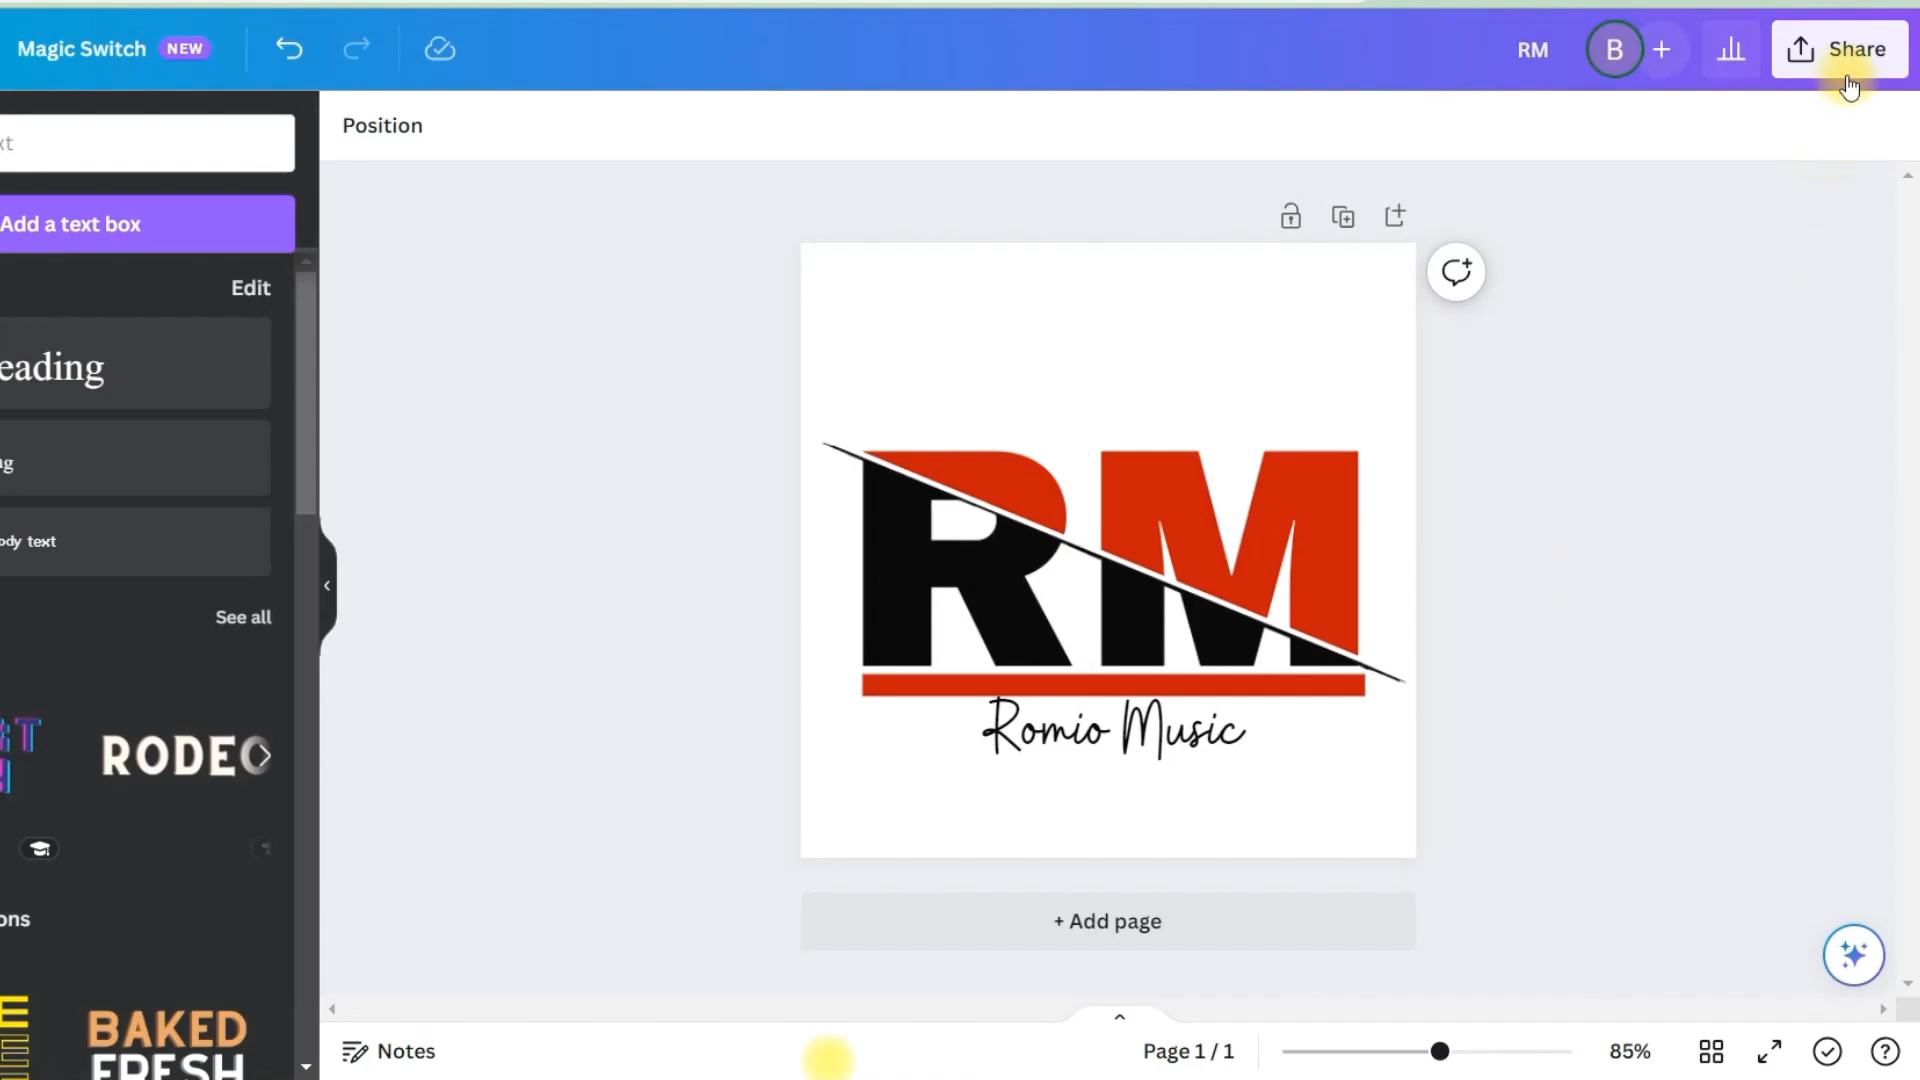 Magic Switch NEW
RM B Share
Position
Add a text box
Edit
eading
ody text
See all
RODEO
RM
Romio Music
+ Add page
BAKED
FRESH
Notes
Page 1 / 1
85%